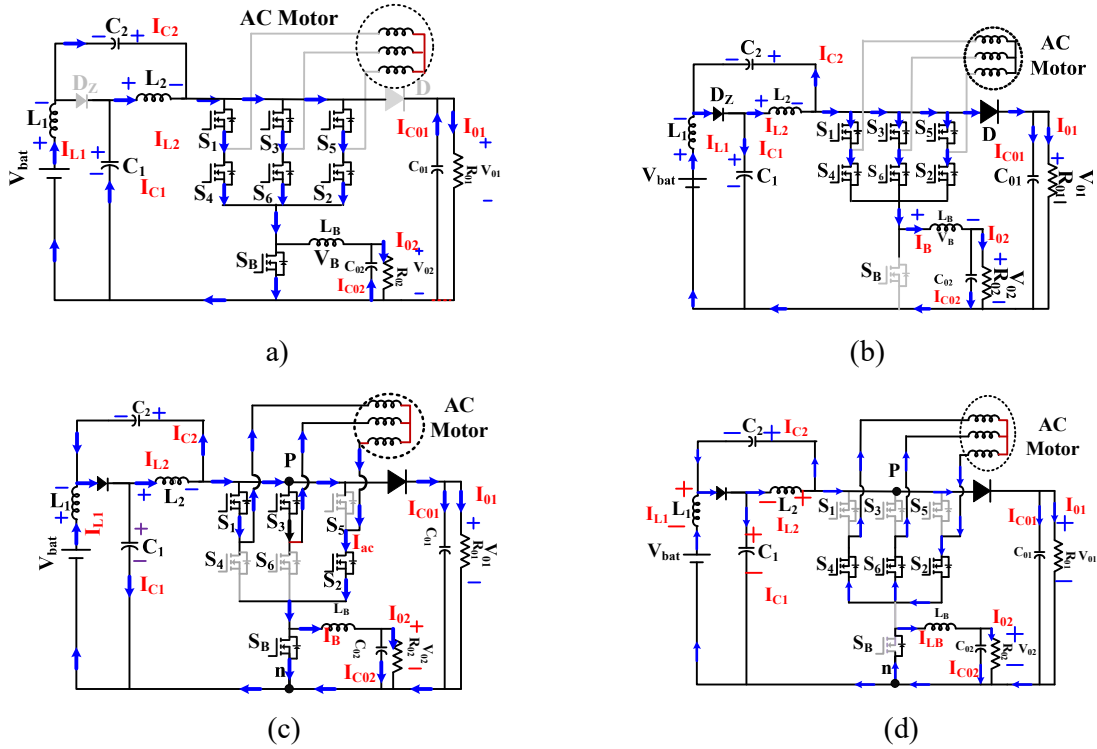 C2
IC2
AC Motor
DZ
L2
D
L1
IL1
IL2
S1
S3
S5
IC01
I01
Vbat
C1
IC1
C01
R01
V01
S4
S6
S2
LB
VB
I02
SB
C02
IC02
R02
V02
a)
C2
IC2
AC
Motor
DZ
L2
IL2
D
L1
IL1
IC1
S1
S3
S5
IC01
I01
Vbat
C1
S4
S6
S2
C01
R01
V01
LB
IB
VB
I02
SB
C02
IC02
R02
V02
(b)
C2
IC2
AC
Motor
IL2
P
L1
L2
IL1
S1
S3
S5
IC01
I01
C01
R01
V01
Vbat
C1
S4
S6
Iac
S2
IC1
LB
IB
I02
SB
C02
IC02
R02
V02
n
(c)
C2
IC2
AC
Motor
P
L1
IL1
L2
IL2
S1
S3
S5
IC01
I01
Vbat
C1
IC1
S4
S6
S2
C01
R01
V01
LB
ILB
I02
SB
C02
IC02
R02
V02
n
(d)